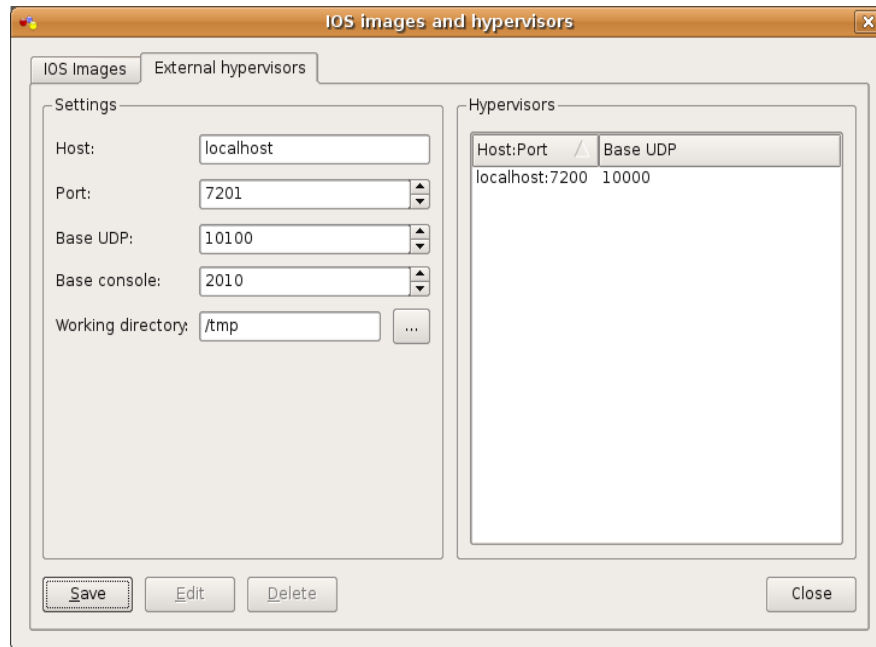 IOS images and hypervisors
IOS Images
External hypervisors
Settings
Host:
localhost
Port:
7201
Base UDP:
10100
Base console:
2010
Working directory:
/tmp
...
Hypervisors
Host:Port
Base UDP
localhost:7200
10000
Save
Edit
Delete
Close